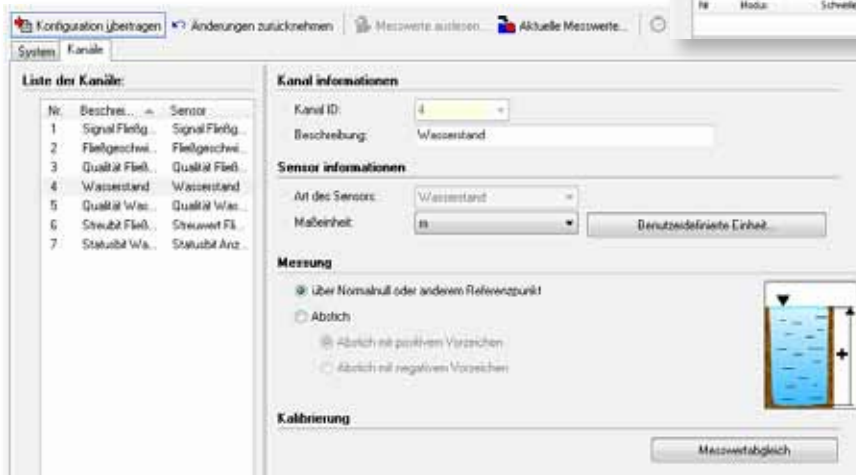 Nr Modus Schwelle
Konfiguration übertragen Änderungen zurücknehmen Messwerte auslesen... Aktuelle Messwerte...
System Kanäle
Liste der Kanäle:
Nr. Beschrei... Sensor
1 Signal Fließg... Signal Fließg...
2 Fließgeschwi... Fließgeschwi...
3 Qualität Fließ... Qualität Fließ...
4 Wasserstand Wasserstand
5 Qualität Was... Qualität Was...
6 Streubit Fließ... Streuwert Fli...
7 Statusbit Wa... Statusbit Anz...
Kanal informationen
Kanal ID: 4
Beschreibung: Wasserstand
Sensor informationen
Art des Sensors: Wasserstand
Maßeinheit: m Benutzerdefinierte Einheit...
Messung
über Normalnull oder anderem Referenzpunkt
Abstich
Abstich mit positivem Vorzeichen
Abstich mit negativem Vorzeichen
+
Kalibrierung
Messwertabgleich